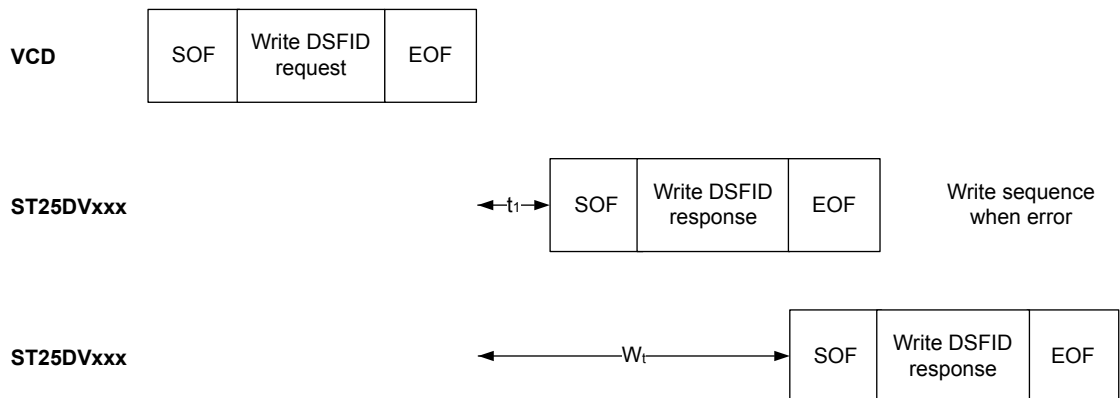 VCD
SOF
Write DSFID
request
EOF
ST25DVxxx
t1
SOF
Write DSFID
response
EOF
Write sequence
when error
ST25DVxxx
Wt
SOF
Write DSFID
response
EOF